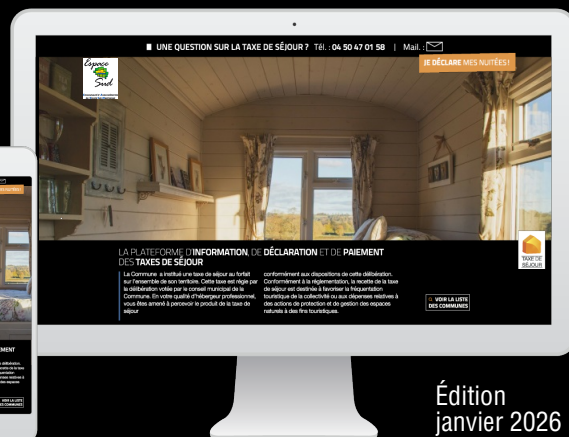 UNE QUESTION SUR LA TAXE DE SÉJOUR ? Tél. : 04 50 47 01 58 | Mail. :
JE DÉCLARE MES NUITÉES !
Espace
Sud
LA PLATEFORME D'INFORMATION, DE DÉCLARATION ET DE PAIEMENT
DES TAXES DE SÉJOUR
La Commune a institué une taxe de séjour au forfait
sur l'ensemble de son territoire. Cette taxe est régie par
la délibération votée par le conseil municipal de la
Commune. En votre qualité d'hébergeur professionnel,
vous êtes amené à percevoir le produit de la taxe de
séjour
conformément aux dispositions de cette délibération.
Conformément à la réglementation, la recette de la taxe
de séjour est destinée à favoriser la fréquentation
touristique de la collectivité ou aux dépenses relatives à
des actions de protection et de gestion des espaces
naturels à des fins touristiques.
TAXE DE
SÉJOUR
VOIR LA LISTE
DES COMMUNES
EMENT
VOIR LA LISTE
DES COMMUNES
Édition
janvier 2026